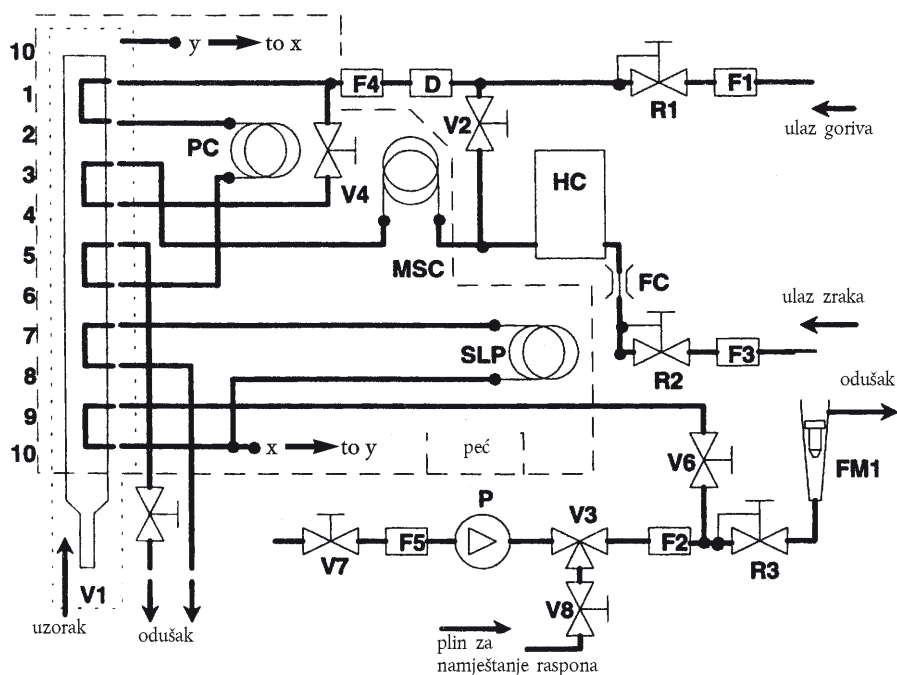 10
y to x
F4
D
R1
F1
1
V2
ulaz goriva
2
PC
V4
HC
3
4
MSC
5
FC
6
ulaz zraka
7
SLP
R2
F3
8
odušak
9
10
x to y
peć
V6
FM1
P
V3
F5
F2
V7
R3
V1
V8
uzorak
odušak
plin za
namještanje raspona